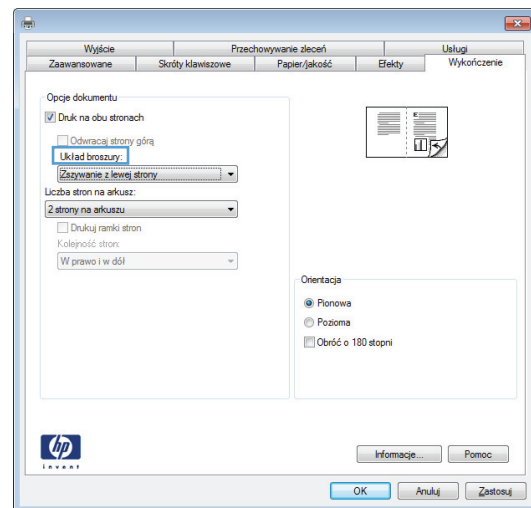 Wyjście
Przechowywanie zleceń
Usługi
Zaawansowane
Skróty klawiszowe
Papier/jakość
Efekty
Wykończenie
Opcje dokumentu
Druk na obu stronach
Odwracaj strony górą
Układ broszury:
Zszywanie z lewej strony
Liczba stron na arkusz:
2 strony na arkuszu
Drukuj ramki stron
Kolejność stron:
W prawo i w dół
Orientacja
Pionowa
Pozioma
Obróć o 180 stopni
hp
invent
Informacje...
Pomoc
OK
Anuluj
Zastosuj